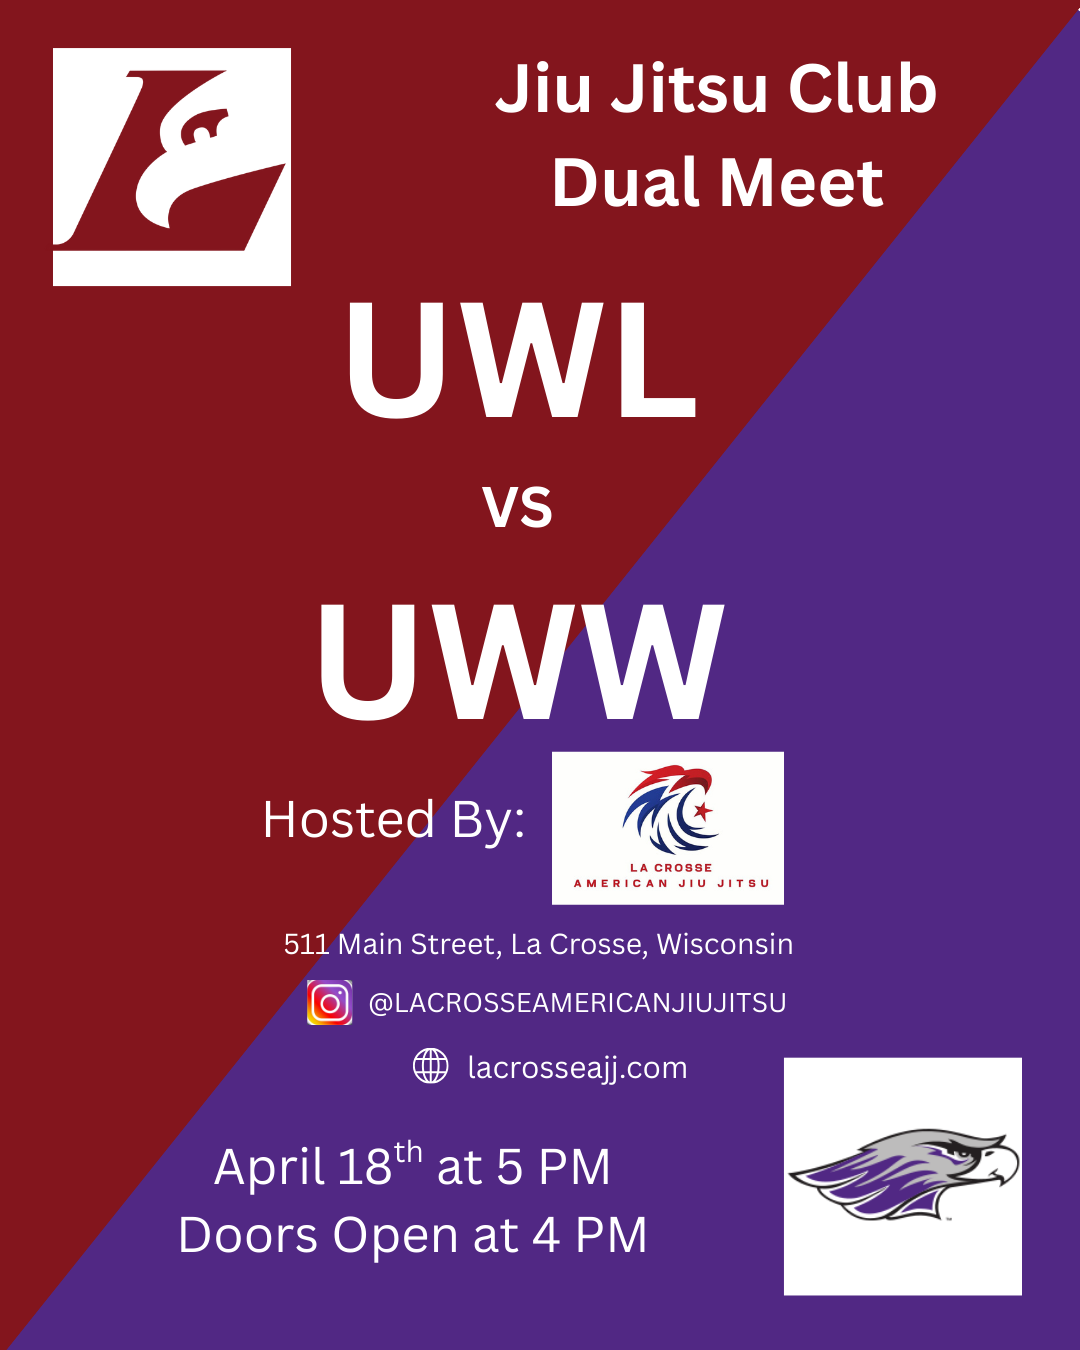 Jiu Jitsu Club
Dual Meet
UWL
vs
UWW
Hosted By:
LA CROSSE
AMERICAN JIU JITSU
511 Main Street, La Crosse, Wisconsin
@LACROSSEAMERICANJIUJITSU
lacrosseajj.com
April 18th at 5 PM
Doors Open at 4 PM